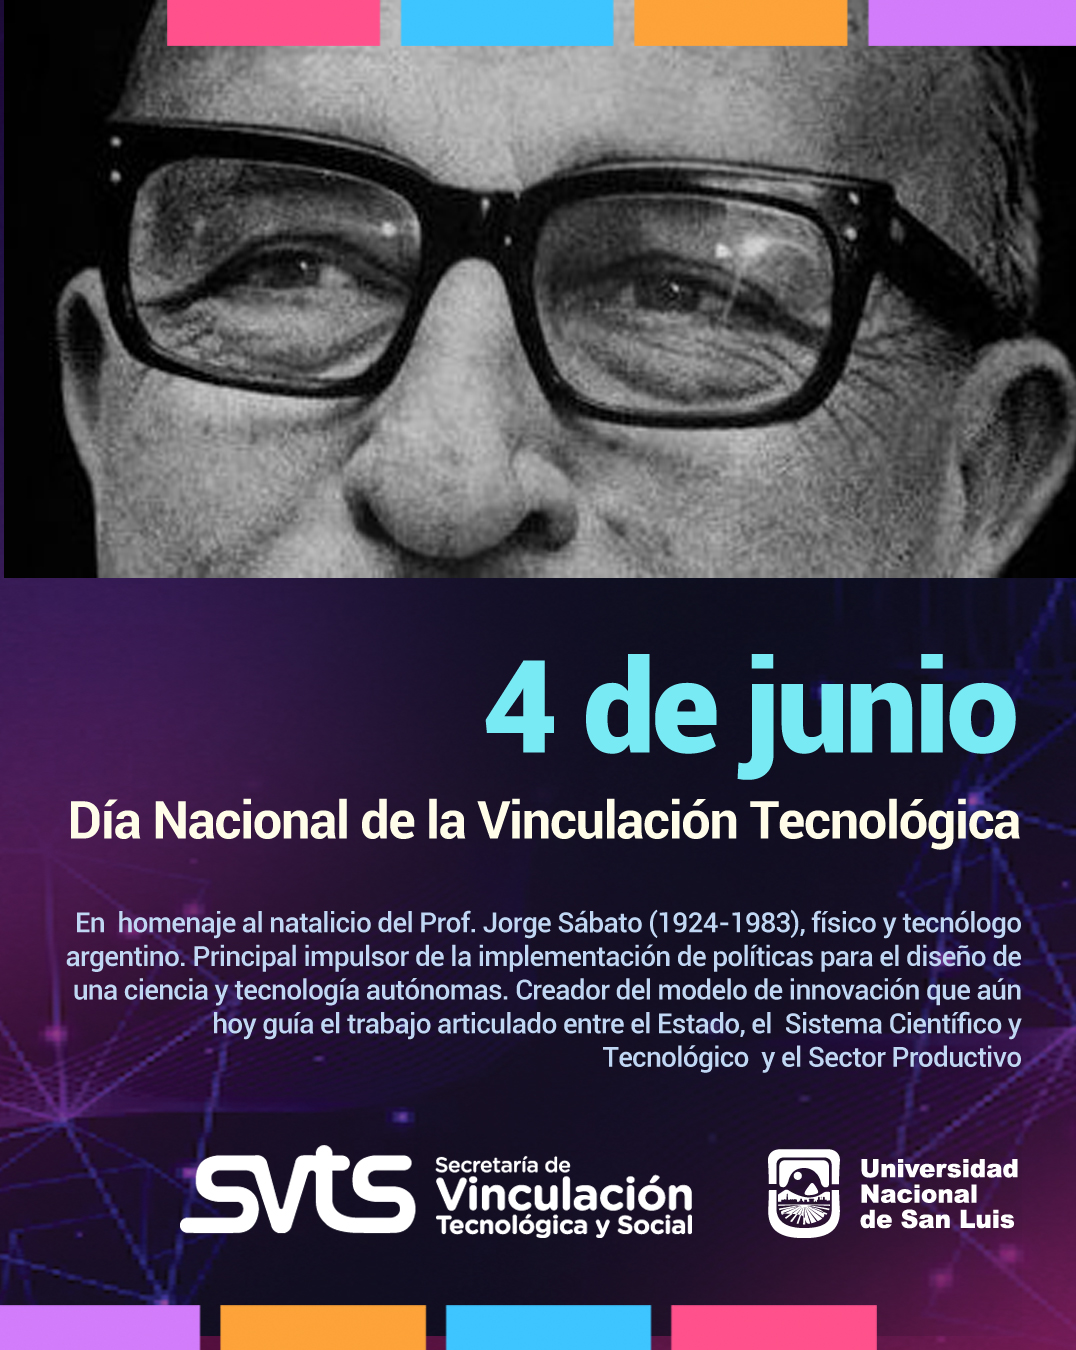 4 de junio
Día Nacional de la Vinculación Tecnológica
En  homenaje al natalicio del Prof. Jorge Sábato (1924-1983), físico y tecnólogo
argentino. Principal impulsor de la implementación de políticas para el diseño de
una ciencia y tecnología autónomas. Creador del modelo de innovación que aún
hoy guía el trabajo articulado entre el Estado, el  Sistema Científico y
Tecnológico  y el Sector Productivo
svts
Secretaría de
Vinculación
Tecnológica y Social
Universidad
Nacional
de San Luis